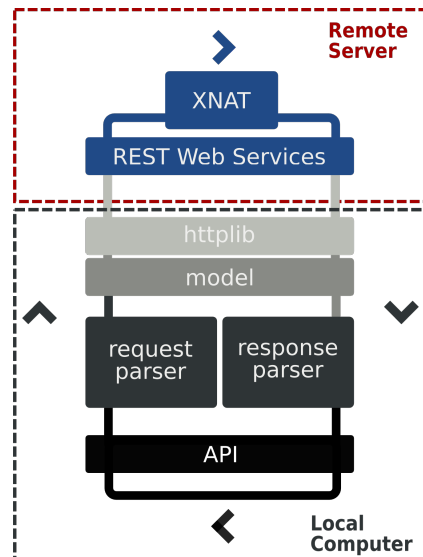 Remote
Server
XNAT
REST Web Services
httplib
model
request
parser
response
parser
API
Local
Computer